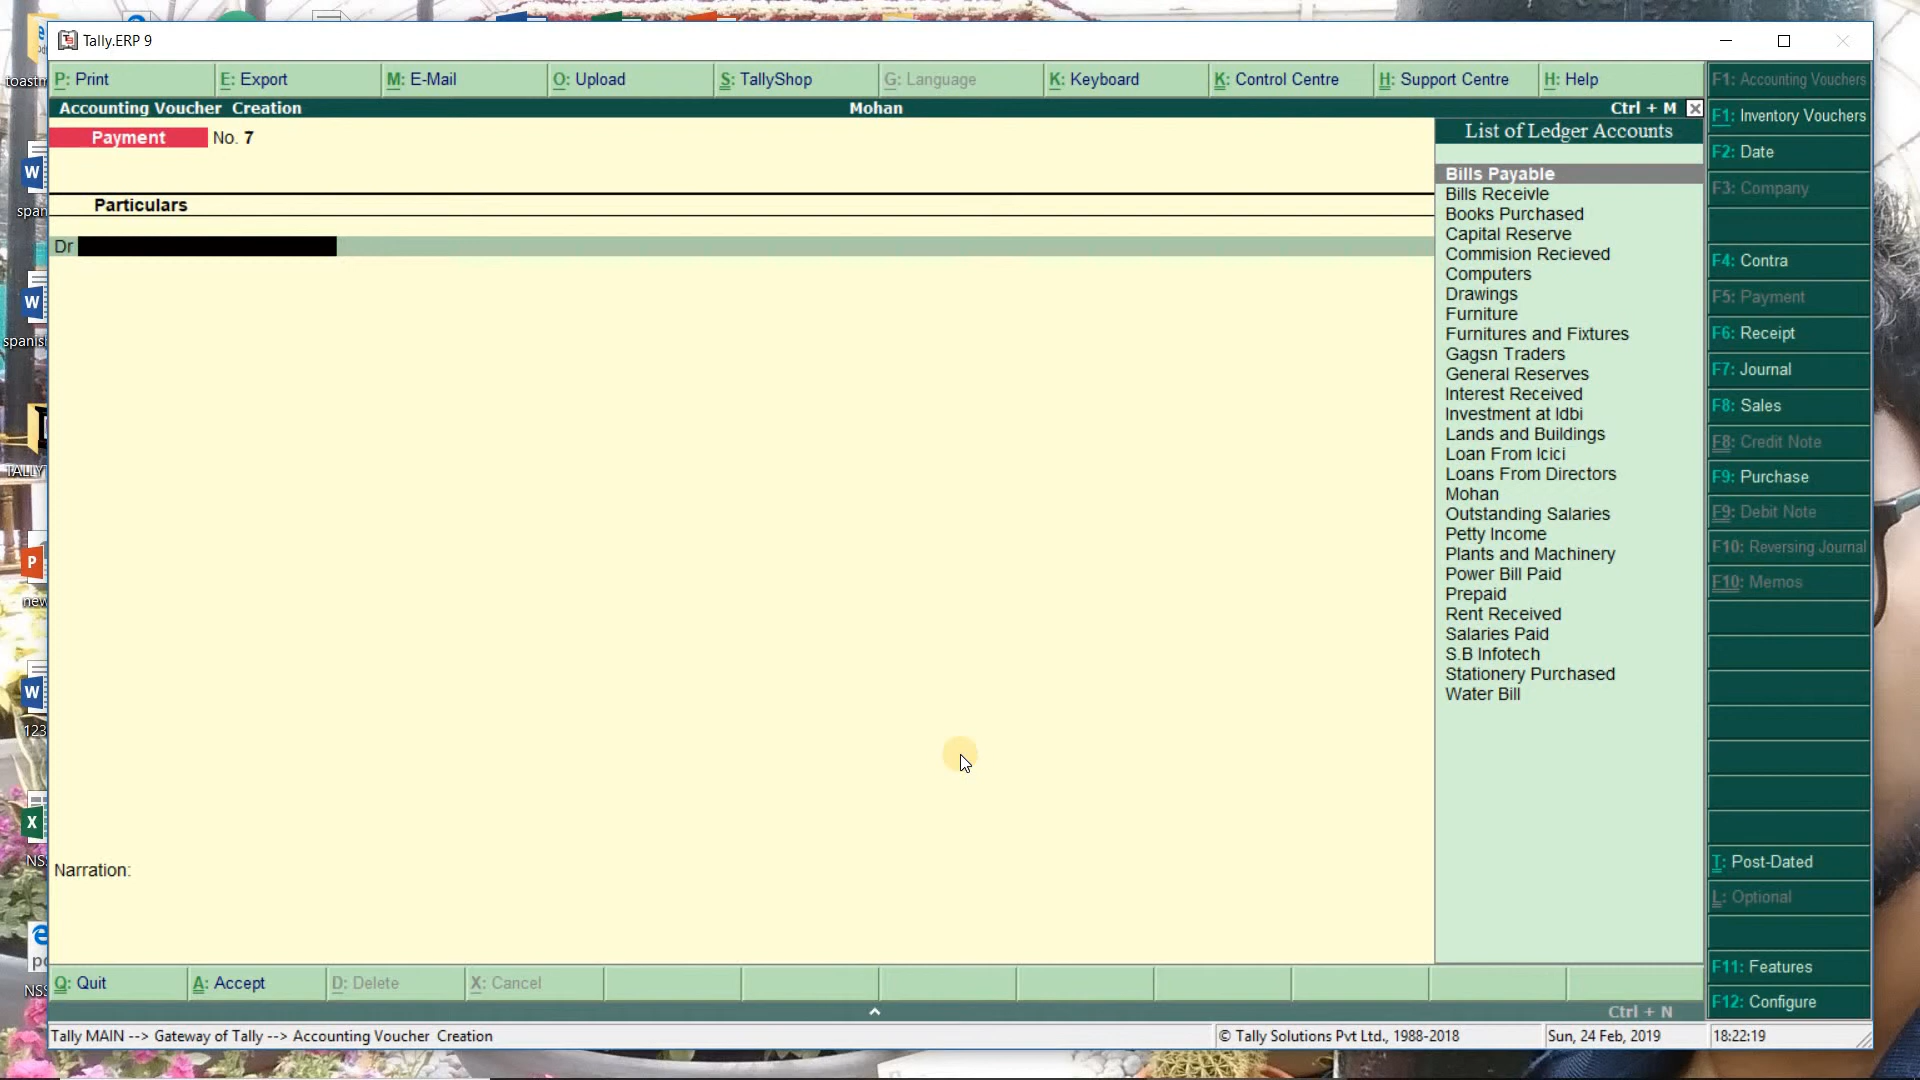 Tally.ERP 9
P: Print
E: Export
M: E-Mail
O: Upload
S: TallyShop
G: Language
K: Keyboard
K: Control Centre
H: Support Centre
H: Help
Accounting Voucher Creation
Mohan
Ctrl + M
Payment No. 7
Particulars
Dr
Narration:
List of Ledger Accounts
Bills Payable
Bills Receivle
Books Purchased
Capital Reserve
Commision Recieved
Computers
Drawings
Furniture
Furnitures and Fixtures
Gagsn Traders
General Reserves
Interest Received
Investment at Idbi
Lands and Buildings
Loan From Icici
Loans From Directors
Mohan
Outstanding Salaries
Petty Income
Plants and Machinery
Power Bill Paid
Prepaid
Rent Received
Salaries Paid
S.B Infotech
Stationery Purchased
Water Bill
F1: Accounting Vouchers
F1: Inventory Vouchers
F2: Date
F3: Company
F4: Contra
F5: Payment
F6: Receipt
F7: Journal
F8: Sales
F8: Credit Note
F9: Purchase
F9: Debit Note
F10: Reversing Journal
F10: Memos
T: Post-Dated
L: Optional
F11: Features
F12: Configure
Q: Quit
A: Accept
D: Delete
X: Cancel
Ctrl + N
Tally MAIN --> Gateway of Tally --> Accounting Voucher Creation
© Tally Solutions Pvt Ltd., 1988-2018
Sun, 24 Feb, 2019
18:22:19